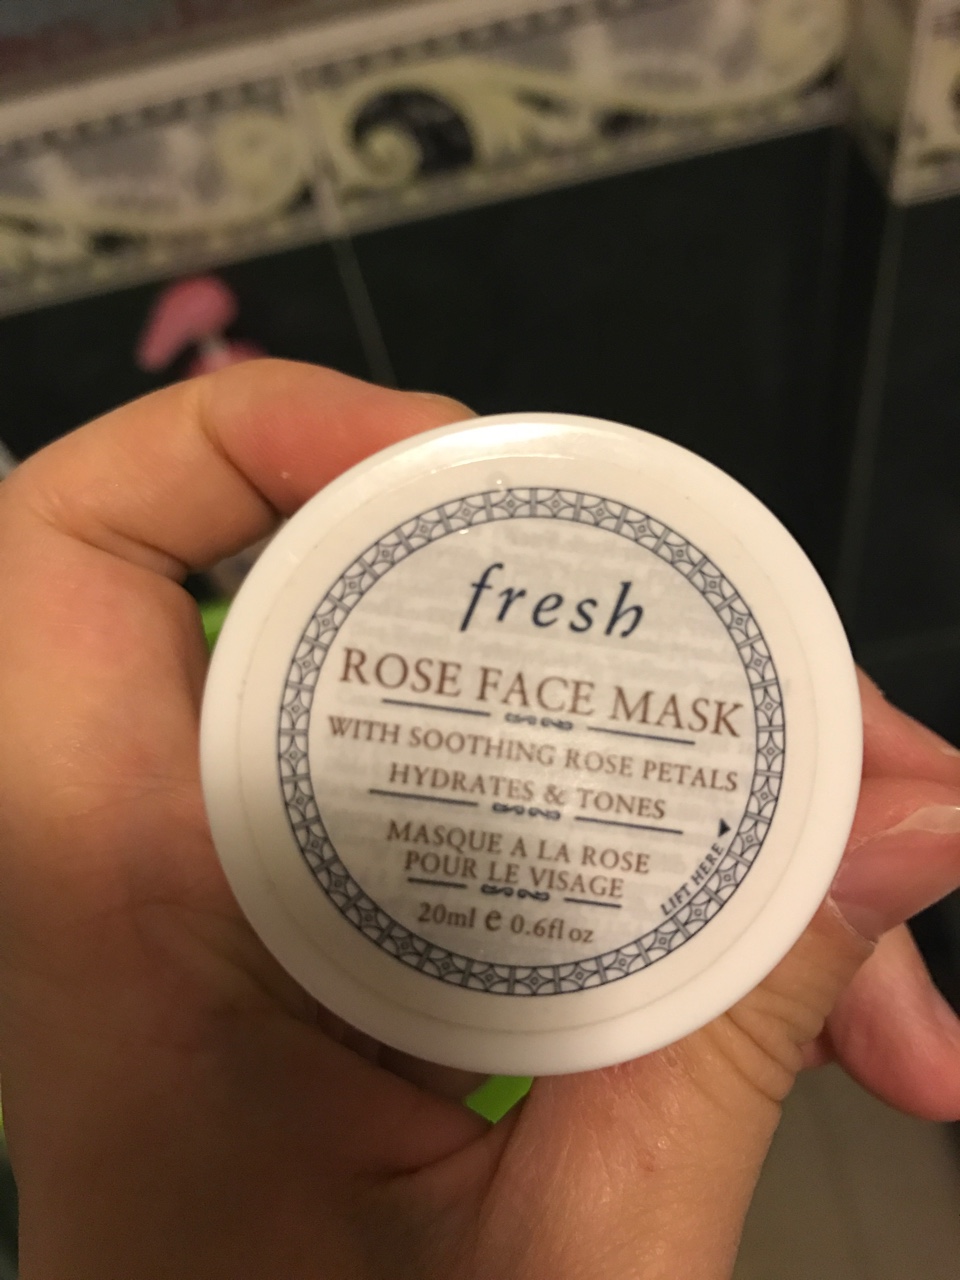 fresh
ROSE FACE MASK
WITH SOOTHING ROSE PETALS
HYDRATES & TONES
MASQUE A LA ROSE
POUR LE VISAGE
20ml e 0.6fl oz
LIFT HERE